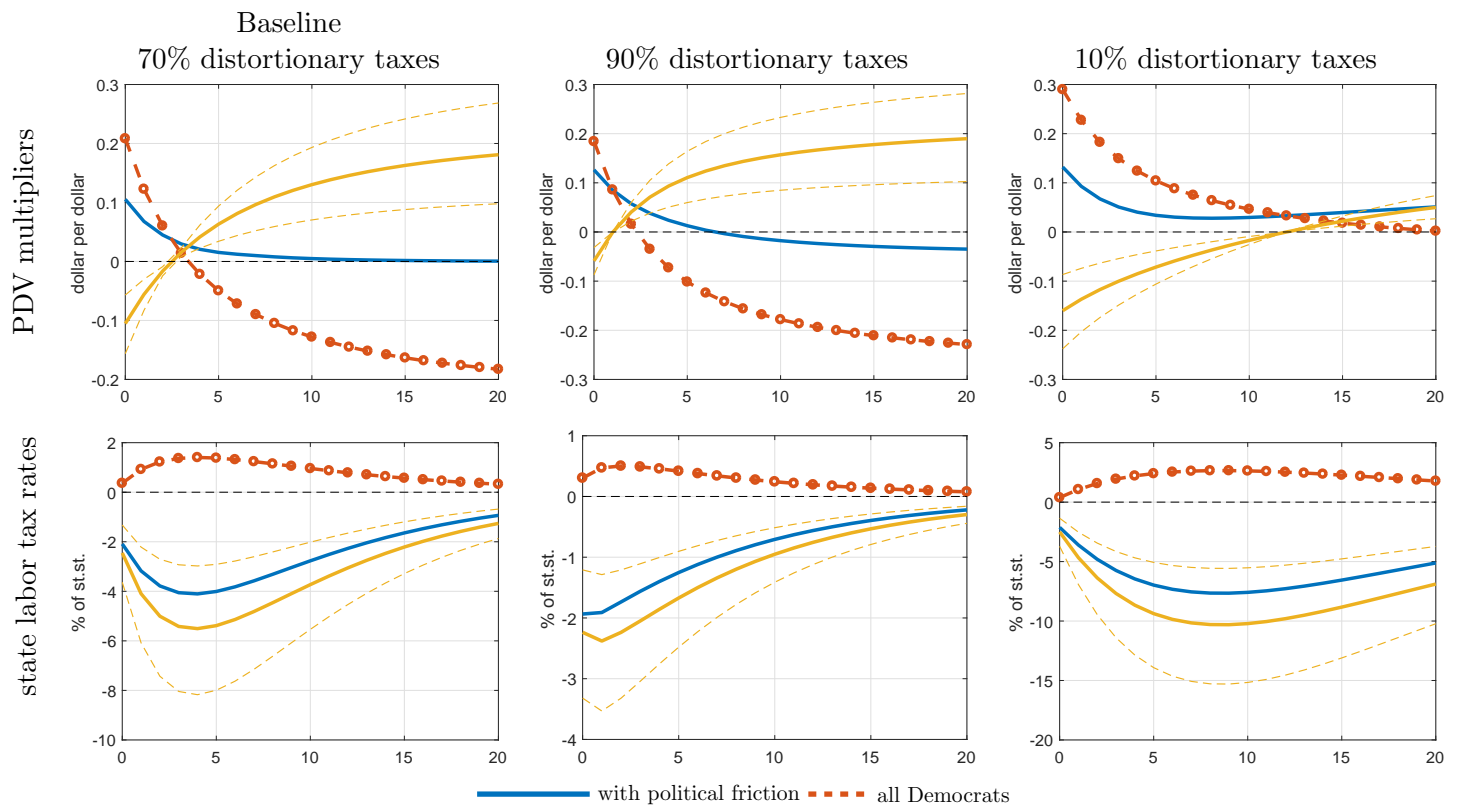 Baseline
70% distortionary taxes
90% distortionary taxes
10% distortionary taxes
PDV multipliers
dollar per dollar
0.3
0.2
0.1
0
-0.1
-0.2
0 5 10 15 20
dollar per dollar
0.3
0.2
0.1
0
-0.1
-0.2
-0.3
0 5 10 15 20
dollar per dollar
0.3
0.2
0.1
0
-0.1
-0.2
-0.3
0 5 10 15 20
state labor tax rates
% of st.st.
2
0
-2
-4
-6
-8
-10
0 5 10 15 20
% of st.st.
1
0
-1
-2
-3
-4
0 5 10 15 20
% of st.st.
5
0
-5
-10
-15
-20
0 5 10 15 20
with political friction all Democrats